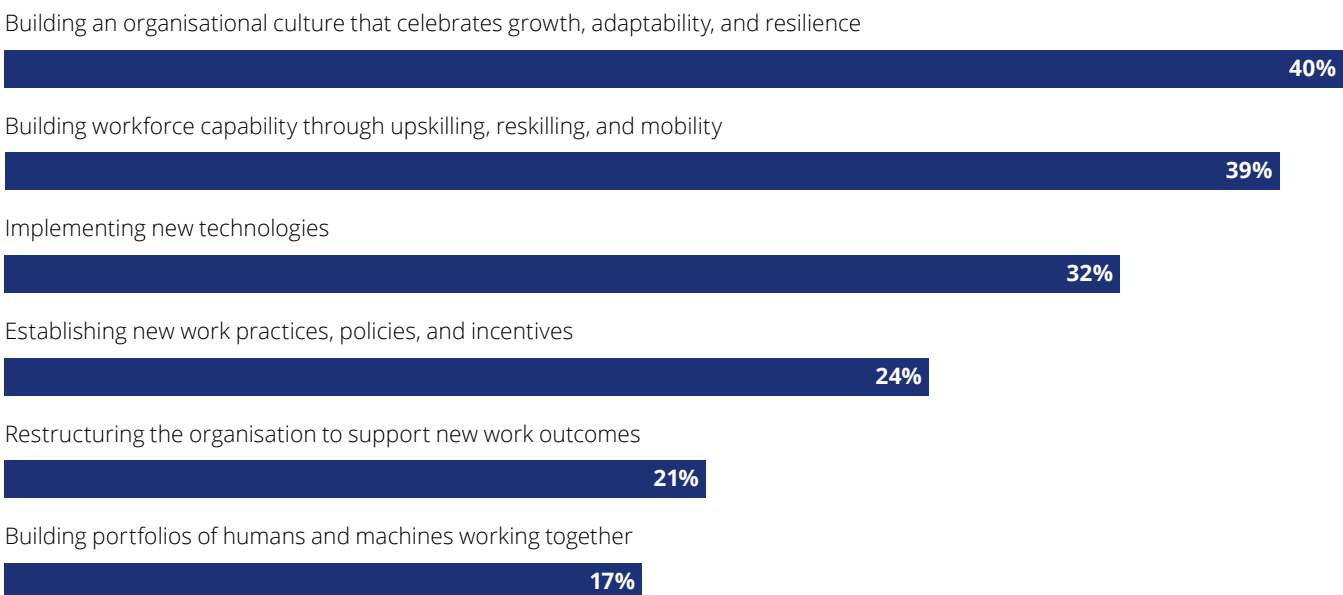 Building an organisational culture that celebrates growth, adaptability, and resilience
40%
Building workforce capability through upskilling, reskilling, and mobility
39%
Implementing new technologies
32%
Establishing new work practices, policies, and incentives
24%
Restructuring the organisation to support new work outcomes
21%
Building portfolios of humans and machines working together
17%